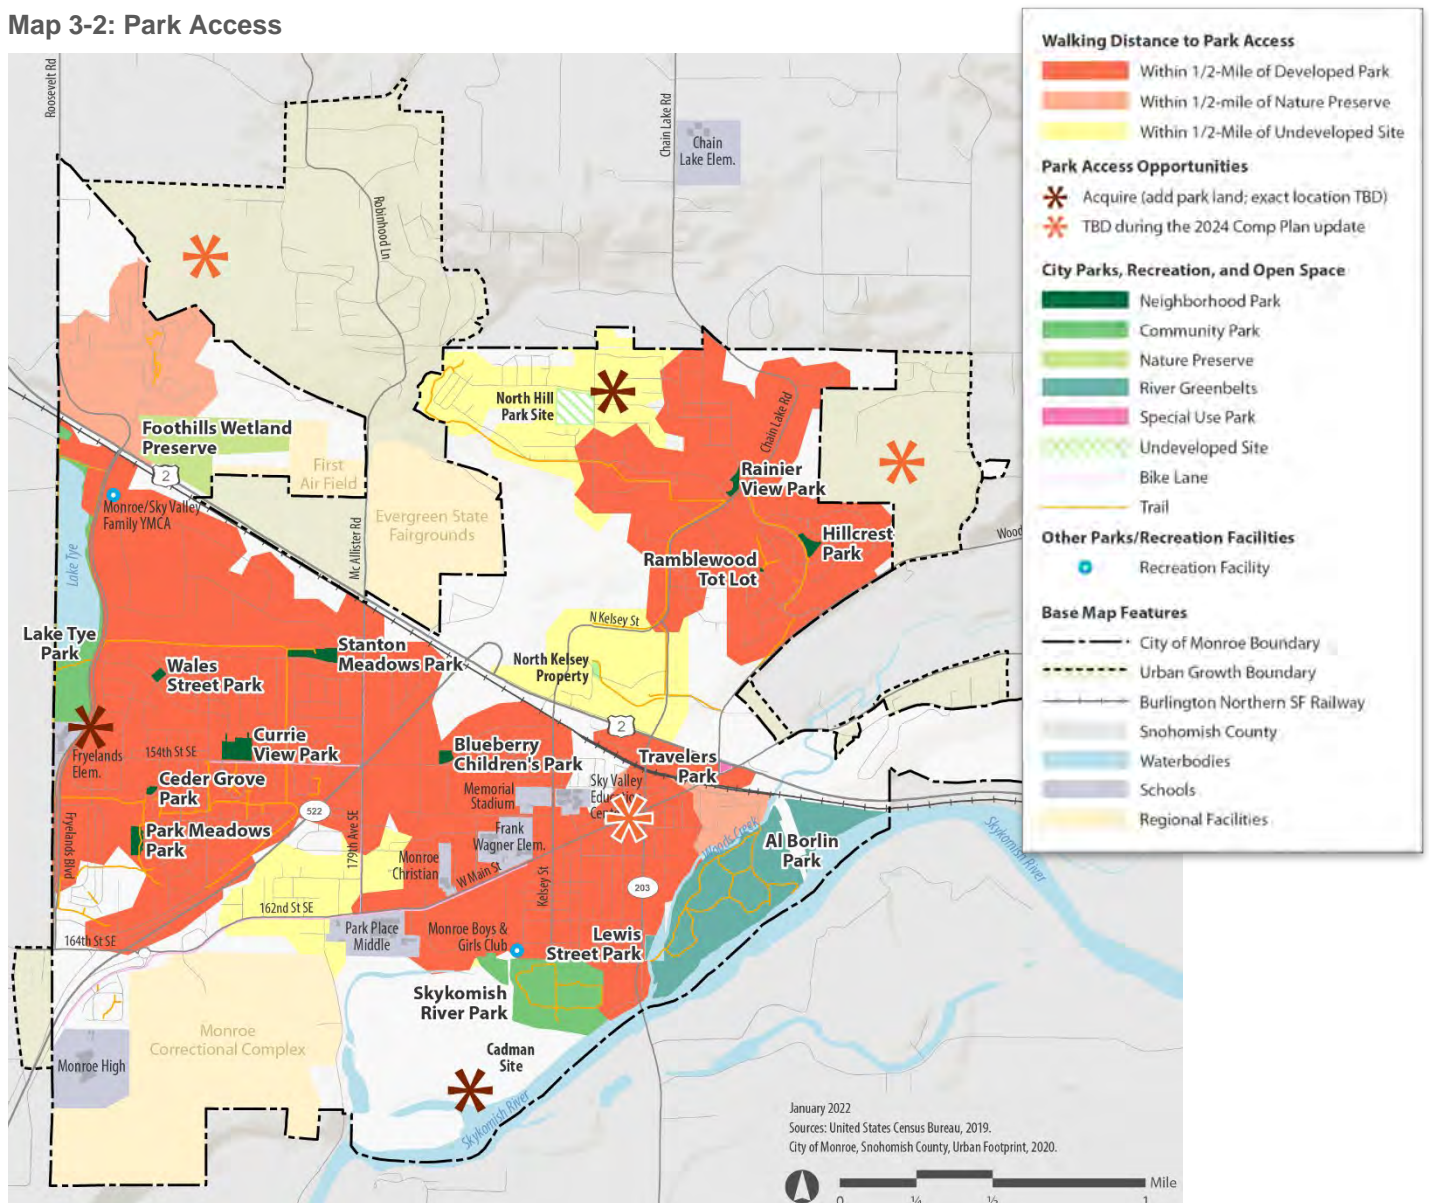 Map 3-2: Park Access
Walking Distance to Park Access
Within 1/2-Mile of Developed Park
Within 1/2-mile of Nature Preserve
Within 1/2-Mile of Undeveloped Site
Park Access Opportunities
Acquire (add park land; exact location TBD)
TBD during the 2024 Comp Plan update
City Parks, Recreation, and Open Space
Neighborhood Park
Community Park
Nature Preserve
River Greenbelts
Special Use Park
Undeveloped Site
Bike Lane
Trail
Other Parks/Recreation Facilities
Recreation Facility
Base Map Features
City of Monroe Boundary
Urban Growth Boundary
Burlington Northern SF Railway
Snohomish County
Waterbodies
Schools
Regional Facilities
Roosevelt Rd
Chain Lake Rd
Chain
Lake Elem.
Robinhood Ln
North Hill
Park Site
Chain Lake Rd
Foothills Wetland
Preserve
2
First
Air Field
Monroe/Sky Valley
Family YMCA
Evergreen State
Fairgrounds
Mc Allister Rd
Rainier
View Park
Hillcrest
Park
Wood
Ramblewood
Tot Lot
Lake Tye
N Kelsey St
Lake Tye
Park
Stanton
Meadows Park
Wales
Street Park
North Kelsey
Property
2
Fryelands
Elem.
154th St SE
Currie
View Park
Blueberry
Children's Park
Travelers
Park
Ceder Grove
Park
Memorial
Stadium
Sky Valley
Education
Center
522
Park Meadows
Park
Frank
Wagner Elem.
179th Ave SE
Monroe
Christian
W Main St
Kelsey St
Woods Creek
Al Borlin
Park
Skykomish River
Fryelands Blvd
203
162nd St SE
164th St SE
Park Place
Middle
Monroe Boys &
Girls Club
Lewis
Street Park
Skykomish
River Park
Monroe
Correctional Complex
Monroe High
Cadman
Site
Skykomish River
January 2022
Sources: United States Census Bureau, 2019.
City of Monroe, Snohomish County, Urban Footprint, 2020.
Mile
0 ¼ ½ 1